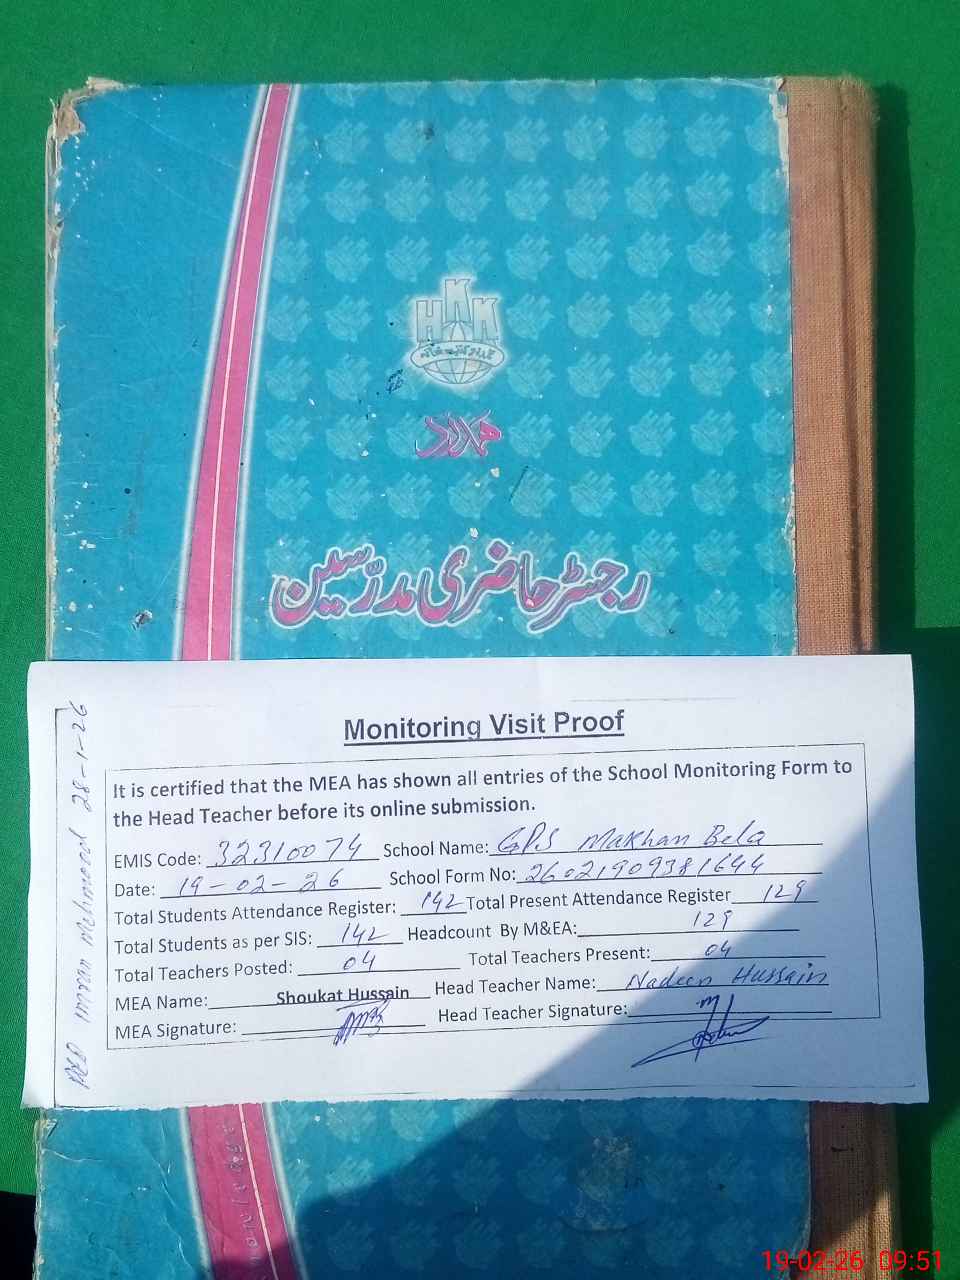 HKK
ہمدرد
رجسٹر حاضری مدرّسین
Monitoring Visit Proof
It is certified that the MEA has shown all entries of the School Monitoring Form to
the Head Teacher before its online submission.
EMIS Code: 32310074 School Name: GPS Makhan Bela
Date: 19-02-26 School Form No: 26021909381644
Total Students Attendance Register: 142 Total Present Attendance Register 129
Total Students as per SIS: 142 Headcount By M&EA: 129
Total Teachers Posted: 04 Total Teachers Present: 04
MEA Name: Shoukat Hussain Head Teacher Name: Nadeem Hussain
MEA Signature: Head Teacher Signature:
imran Mehmood 28-1-26
19-02-26 09:51